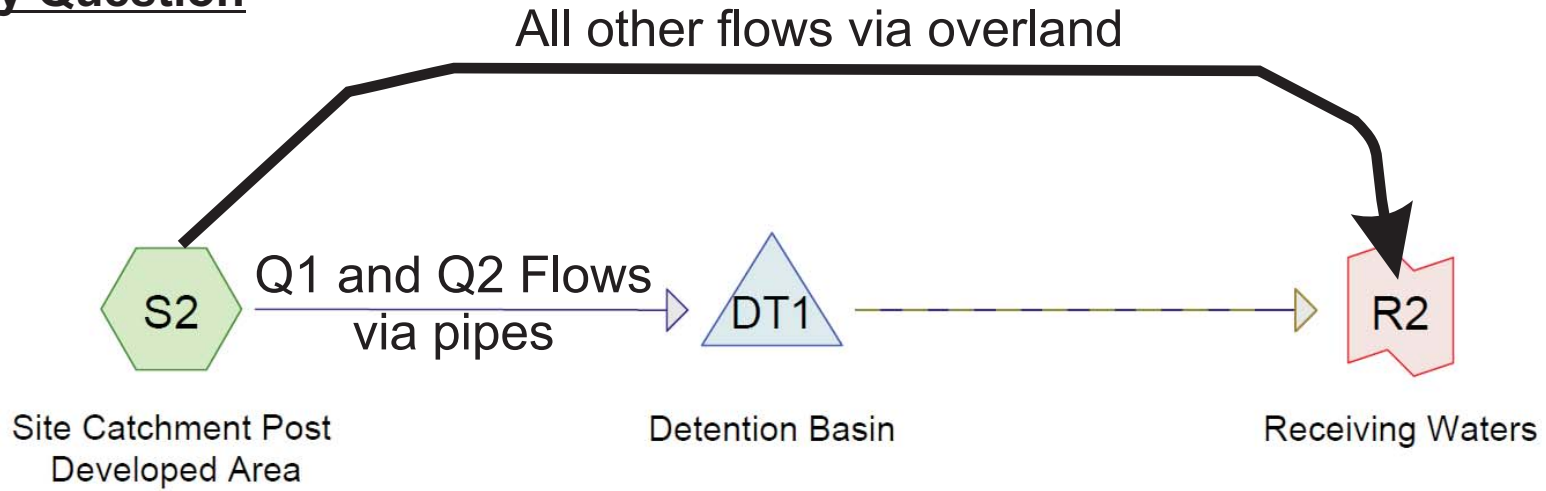 Question
All other flows via overland
Q1 and Q2 Flows
via pipes
S2
DT1
R2
Site Catchment Post
Developed Area
Detention Basin
Receiving Waters